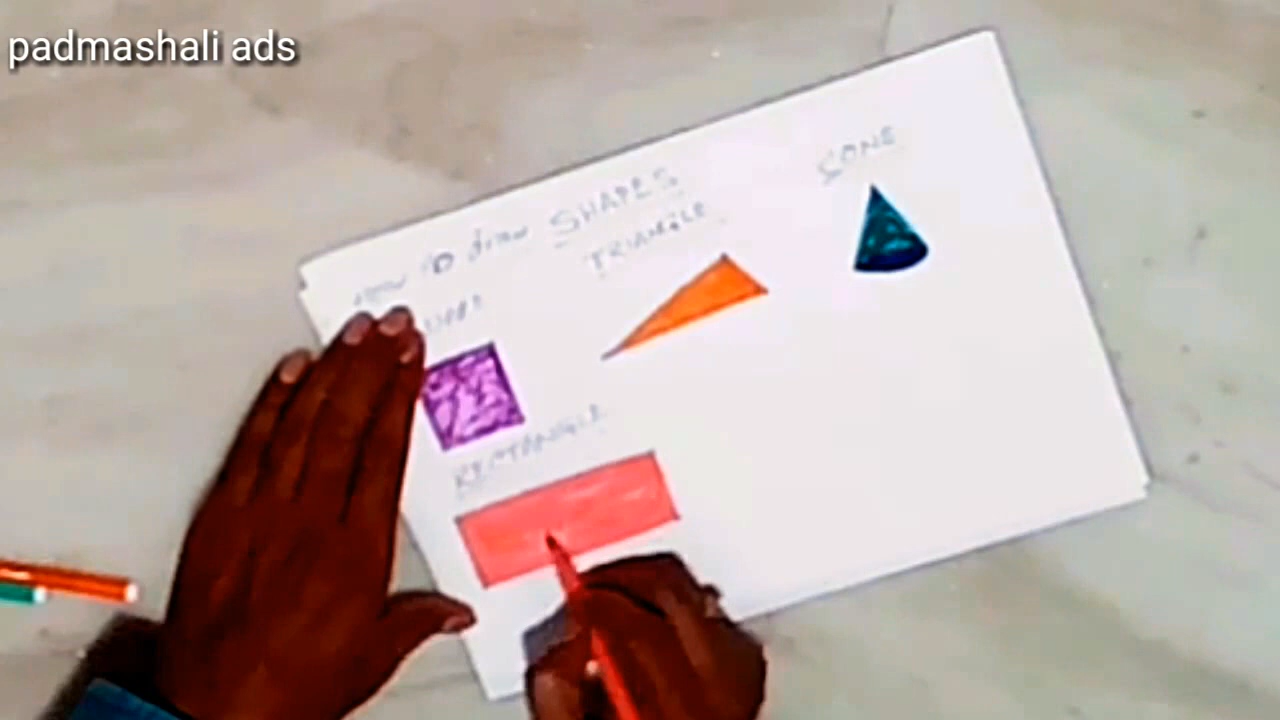 padmashali ads
How to draw SHAPES
TRIANGLE
CONE
RECTANGLE